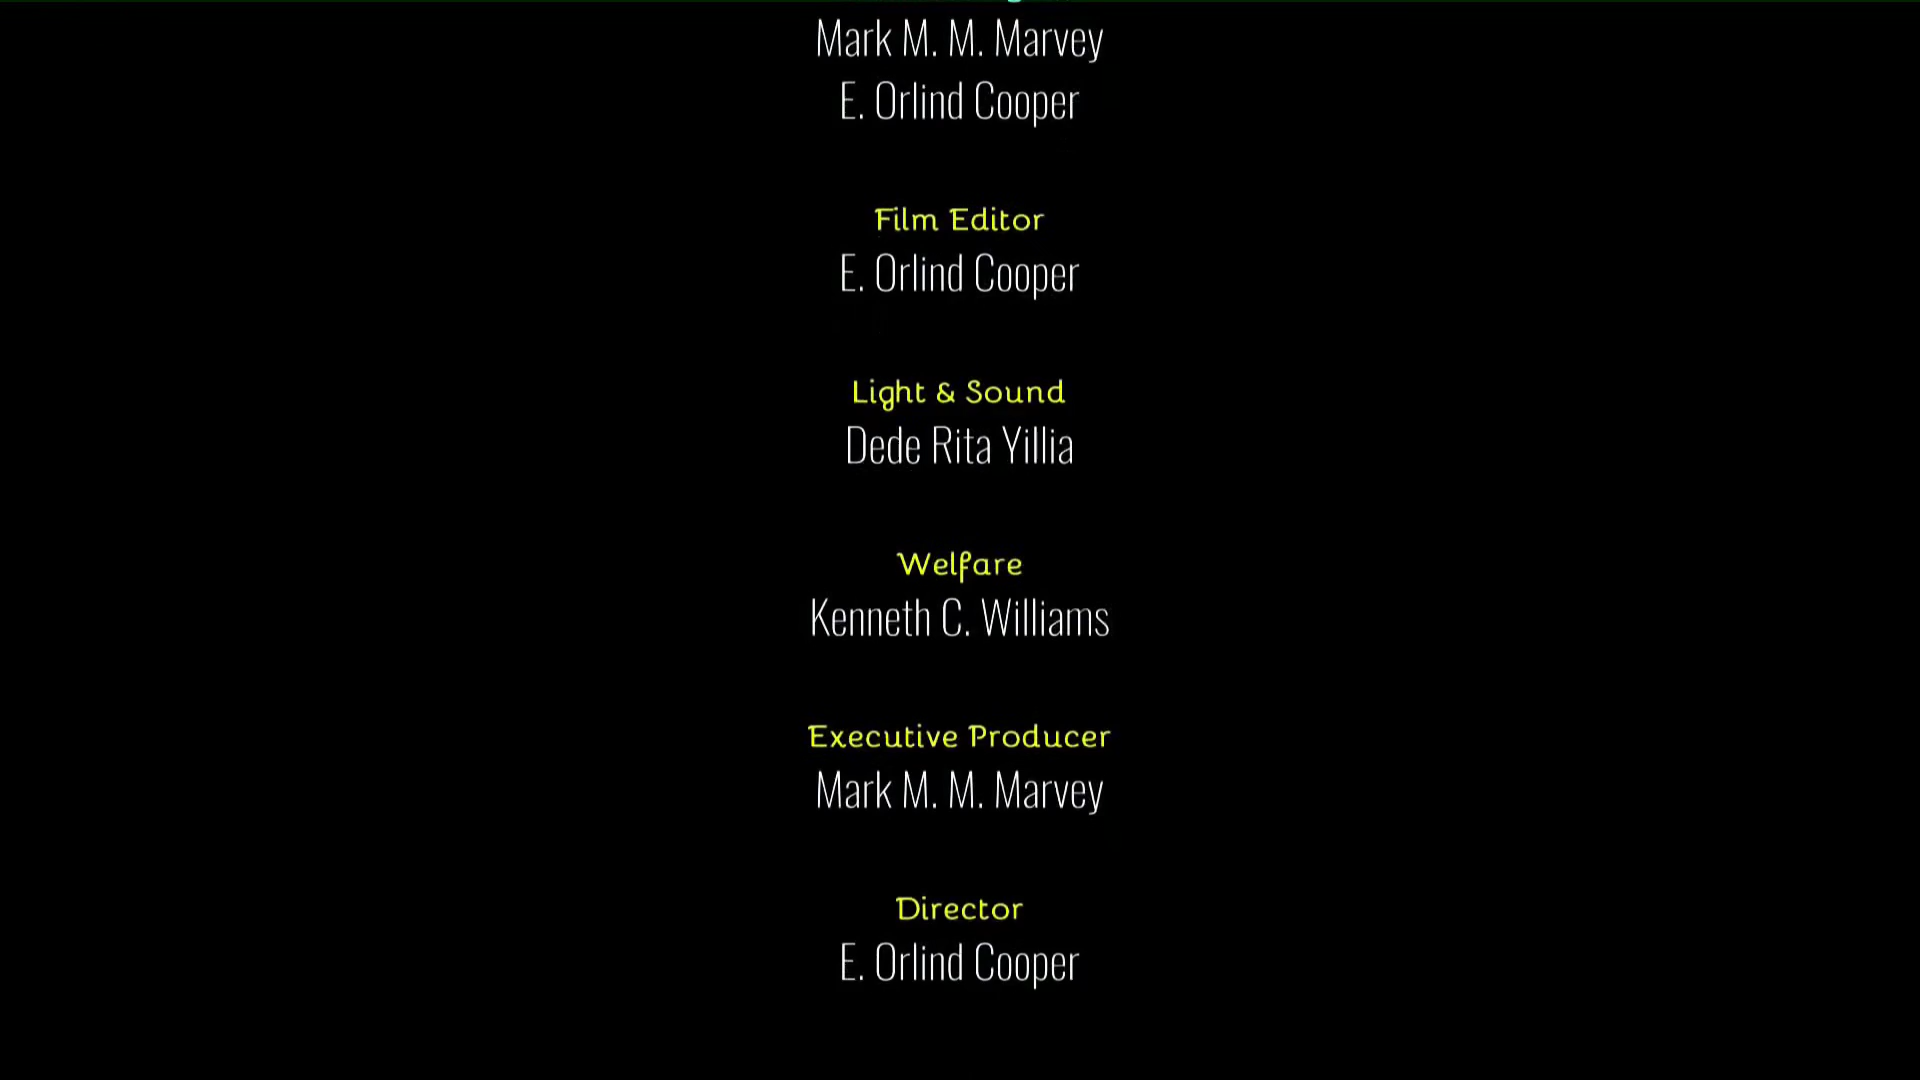 Mark M. M. Marvey
E. Orlind Cooper
Film Editor
E. Orlind Cooper
Light & Sound
Dede Rita Yillia
Welfare
Kenneth C. Williams
Executive Producer
Mark M. M. Marvey
Director
E. Orlind Cooper